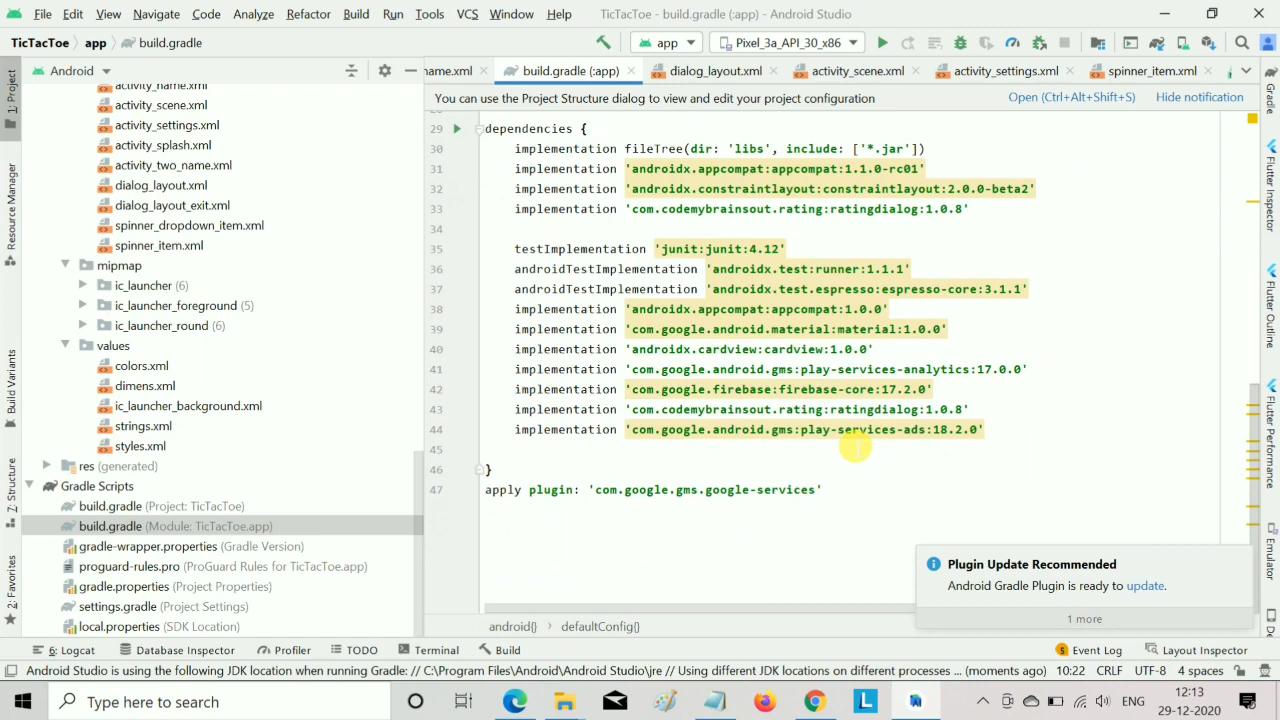 File Edit View Navigate Code Analyze Refactor Build Run Tools VCS Window Help TicTacToe - build.gradle (:app) - Android Studio
TicTacToe app build.gradle app Pixel_3a_API_30_x86
1: Project
Android
name.xml build.gradle (:app) dialog_layout.xml activity_scene.xml activity_settings.xml spinner_item.xml
Gradle
You can use the Project Structure dialog to view and edit your project configuration Open (Ctrl+Alt+Shift+S) Hide notification
activity_name.xml
activity_scene.xml
activity_settings.xml
activity_splash.xml
activity_two_name.xml
dialog_layout.xml
dialog_layout_exit.xml
spinner_dropdown_item.xml
spinner_item.xml
mipmap
ic_launcher (6)
ic_launcher_foreground (5)
ic_launcher_round (6)
values
colors.xml
dimens.xml
ic_launcher_background.xml
strings.xml
styles.xml
res (generated)
Gradle Scripts
build.gradle (Project: TicTacToe)
build.gradle (Module: TicTacToe.app)
gradle-wrapper.properties (Gradle Version)
proguard-rules.pro (ProGuard Rules for TicTacToe.app)
gradle.properties (Project Properties)
settings.gradle (Project Settings)
local.properties (SDK Location)
Resource Manager
Build Variants
Z: Structure
2: Favorites
29 dependencies {
30 implementation fileTree(dir: 'libs', include: ['*.jar'])
31 implementation 'androidx.appcompat:appcompat:1.1.0-rc01'
32 implementation 'androidx.constraintlayout:constraintlayout:2.0.0-beta2'
33 implementation 'com.codemybrainsout.rating:ratingdialog:1.0.8'
34
35 testImplementation 'junit:junit:4.12'
36 androidTestImplementation 'androidx.test:runner:1.1.1'
37 androidTestImplementation 'androidx.test.espresso:espresso-core:3.1.1'
38 implementation 'androidx.appcompat:appcompat:1.0.0'
39 implementation 'com.google.android.material:material:1.0.0'
40 implementation 'androidx.cardview:cardview:1.0.0'
41 implementation 'com.google.android.gms:play-services-analytics:17.0.0'
42 implementation 'com.google.firebase:firebase-core:17.2.0'
43 implementation 'com.codemybrainsout.rating:ratingdialog:1.0.8'
44 implementation 'com.google.android.gms:play-services-ads:18.2.0'
45
46 }
47 apply plugin: 'com.google.gms.google-services'
Flutter Inspector
Flutter Outline
Flutter Performance
Emulator
Plugin Update Recommended
Android Gradle Plugin is ready to update.
1 more
android{} defaultConfig{}
6: Logcat Database Inspector Profiler TODO Terminal Build Event Log Layout Inspector
Android Studio is using the following JDK location when running Gradle: // C:\Program Files\Android\Android Studio\jre // Using different JDK locations on different processes ... (moments ago) 10:22 CRLF UTF-8 4 spaces
Type here to search
ENG
12:13
29-12-2020